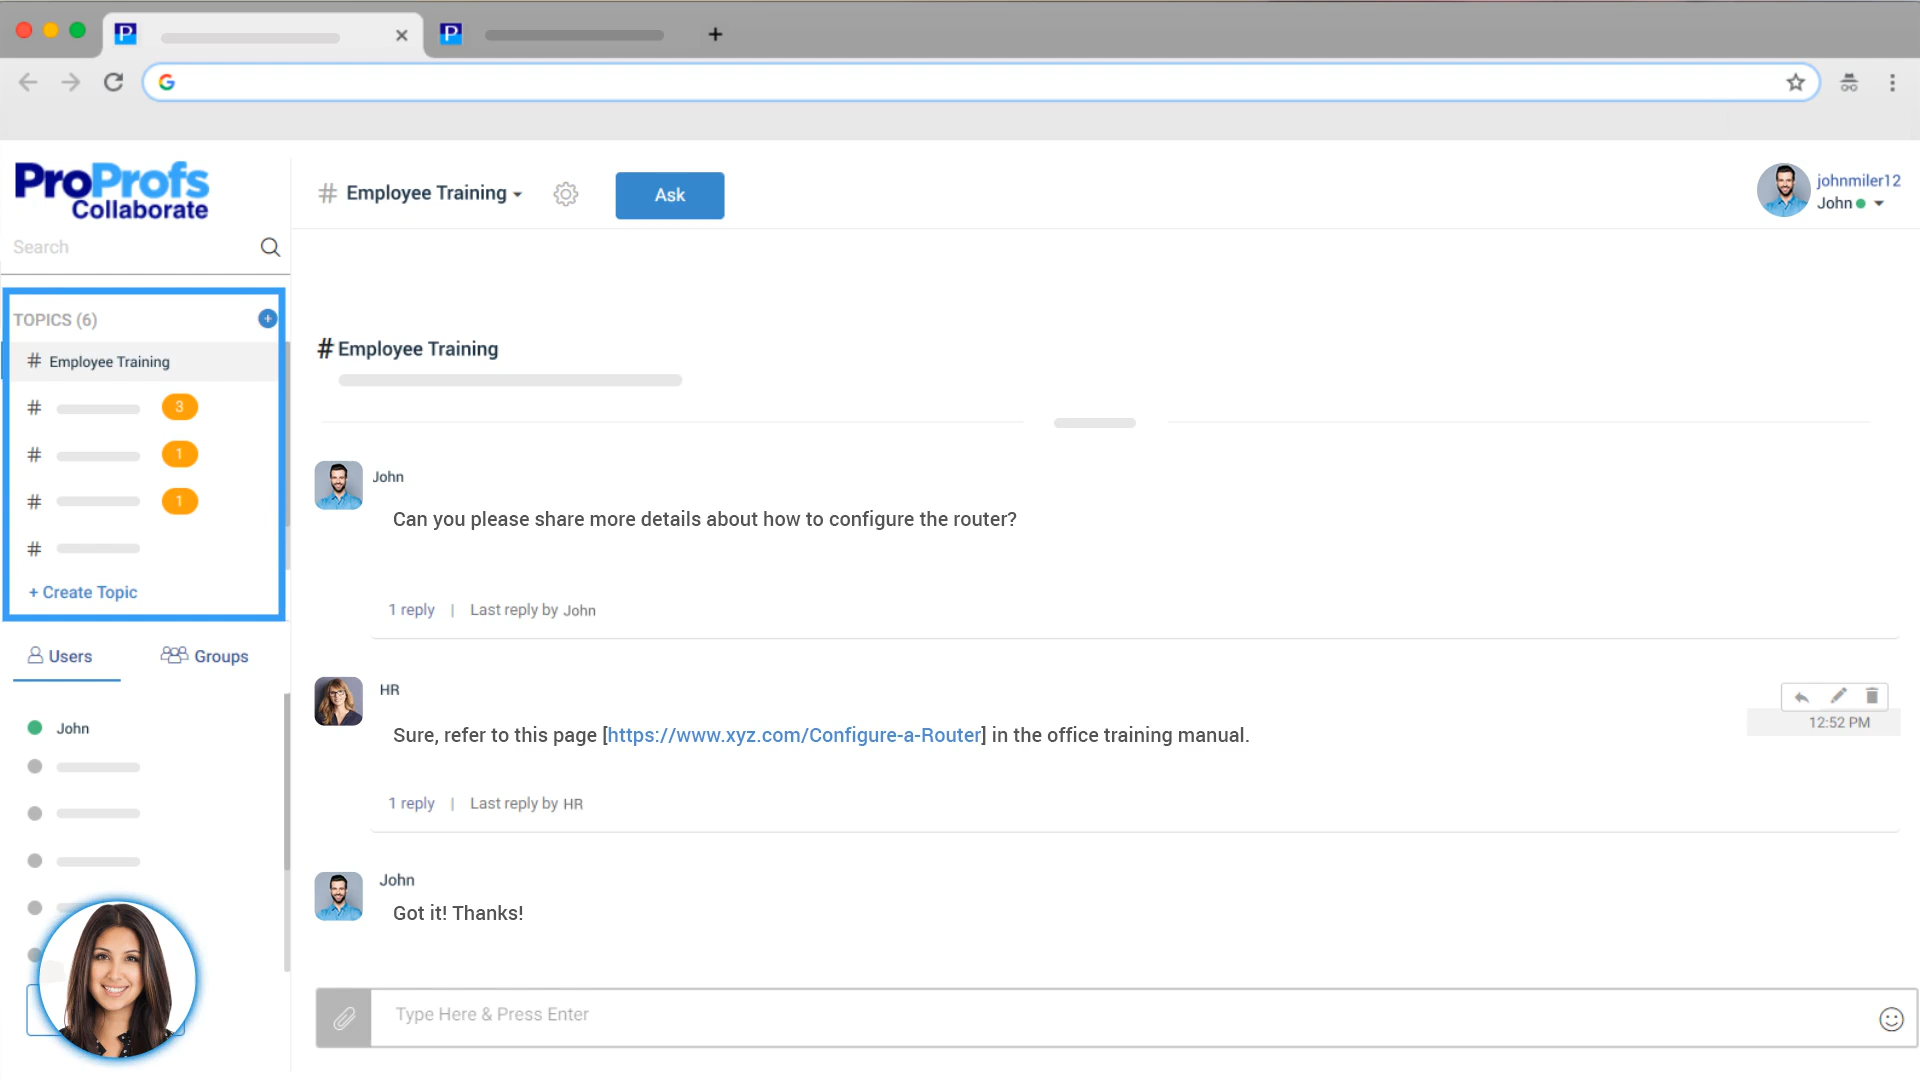 P
P
ProProfs
Collaborate
Search
TOPICS (6)
# Employee Training
# 3
# 1
# 1
#
+ Create Topic
Users
Groups
John
# Employee Training
Ask
johnmiler12
John
# Employee Training
John
Can you please share more details about how to configure the router?
1 reply | Last reply by John
HR
12:52 PM
Sure, refer to this page [https://www.xyz.com/Configure-a-Router] in the office training manual.
1 reply | Last reply by HR
John
Got it! Thanks!
Type Here & Press Enter